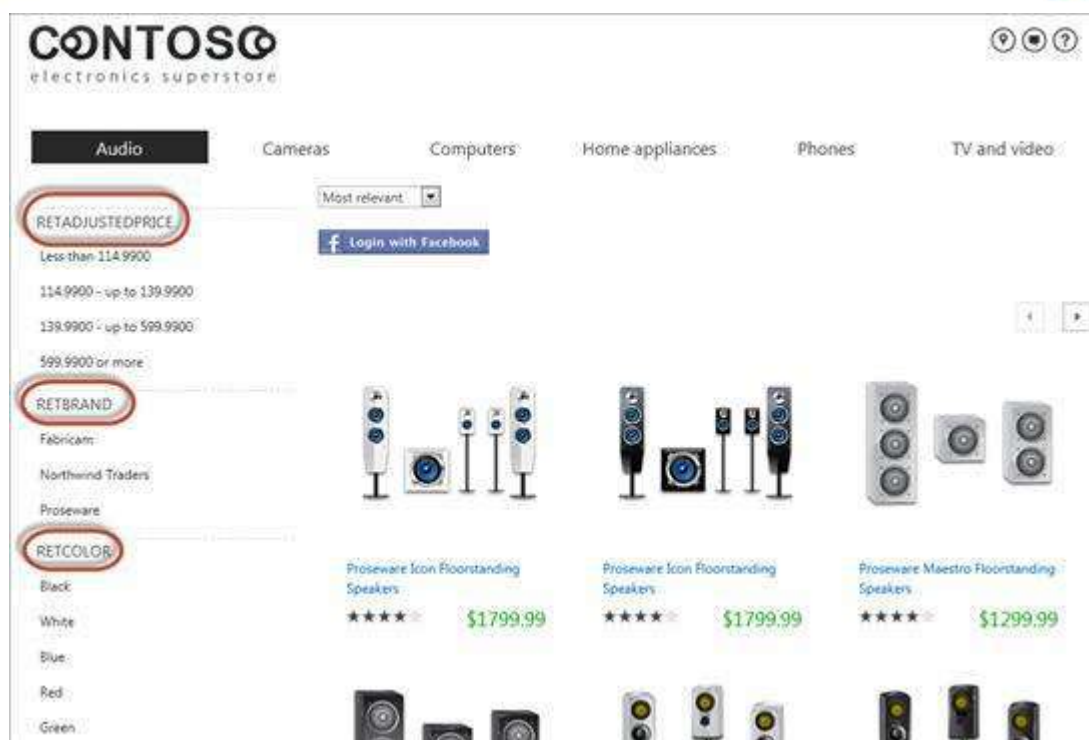 CONTOSO
electronics superstore
Audio Cameras Computers Home appliances Phones TV and video
Most relevant
RETADJUSTEDPRICE
Login with Facebook
Less than 114.9900
114.9900 - up to 139.9900
139.9900 - up to 599.9900
599.9900 or more
RETBRAND
Fabricam
Northwind Traders
Proseware
RETCOLOR
Black
White
Blue
Red
Green
Proseware Icon Floorstanding
Speakers
$1799.99
Proseware Icon Floorstanding
Speakers
$1799.99
Proseware Maestro Floorstanding
Speakers
$1299.99